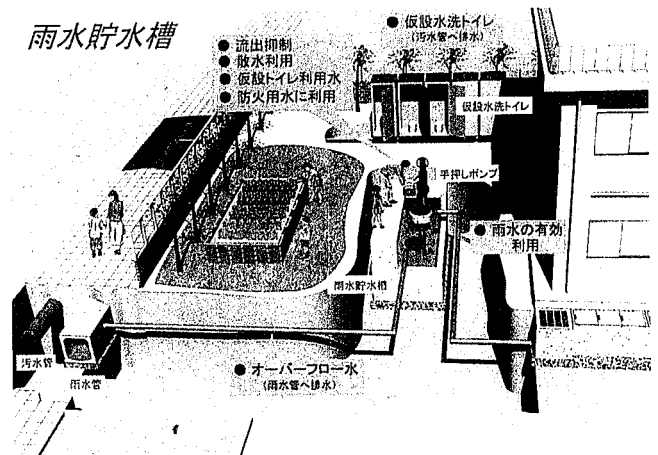 雨水貯水槽
● 流出抑制
● 散水利用
● 仮設トイレ利用水
● 防火用水に利用
● 仮設水洗トイレ
(汚水管へ排水)
仮設水洗トイレ
手押しポンプ
● 雨水の有効
利用
雨水貯水槽
汚水管
雨水管
● オーバーフロー水
(雨水管へ排水)